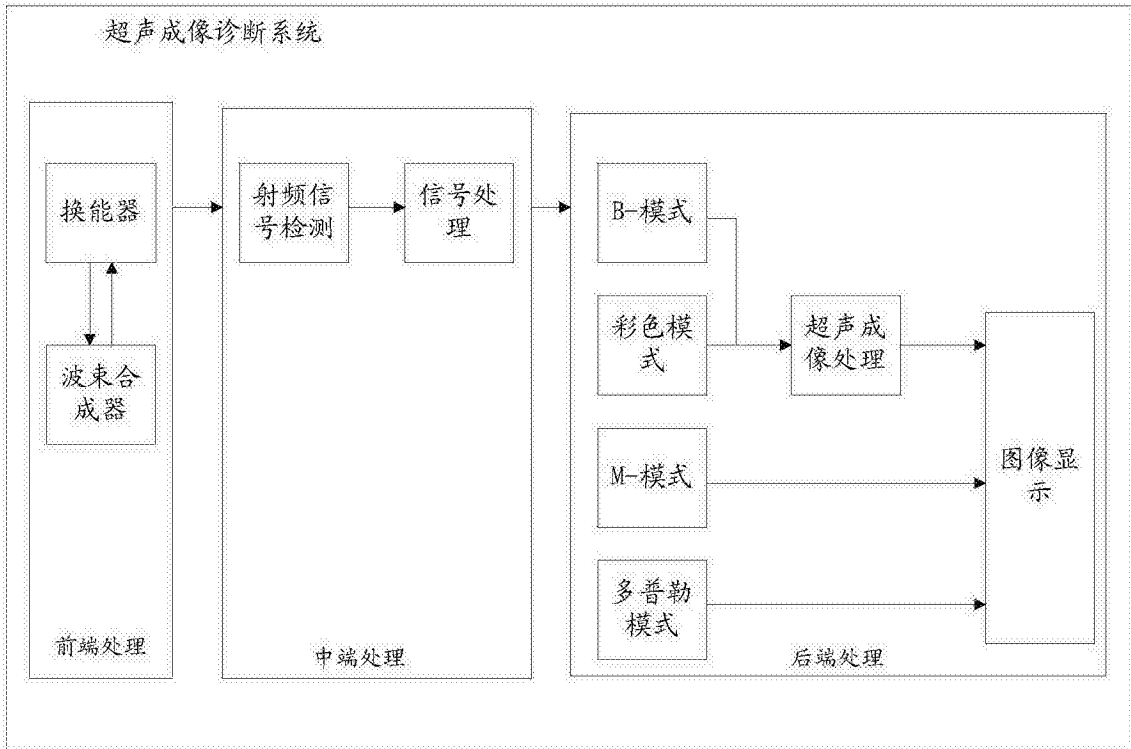 超声成像诊断系统
换能器
波束合
成器
前端处理
射频信
号检测
信号处
理
中端处理
B-模式
彩色模
式
超声成
像处理
M-模式
多普勒
模式
图像显
示
后端处理